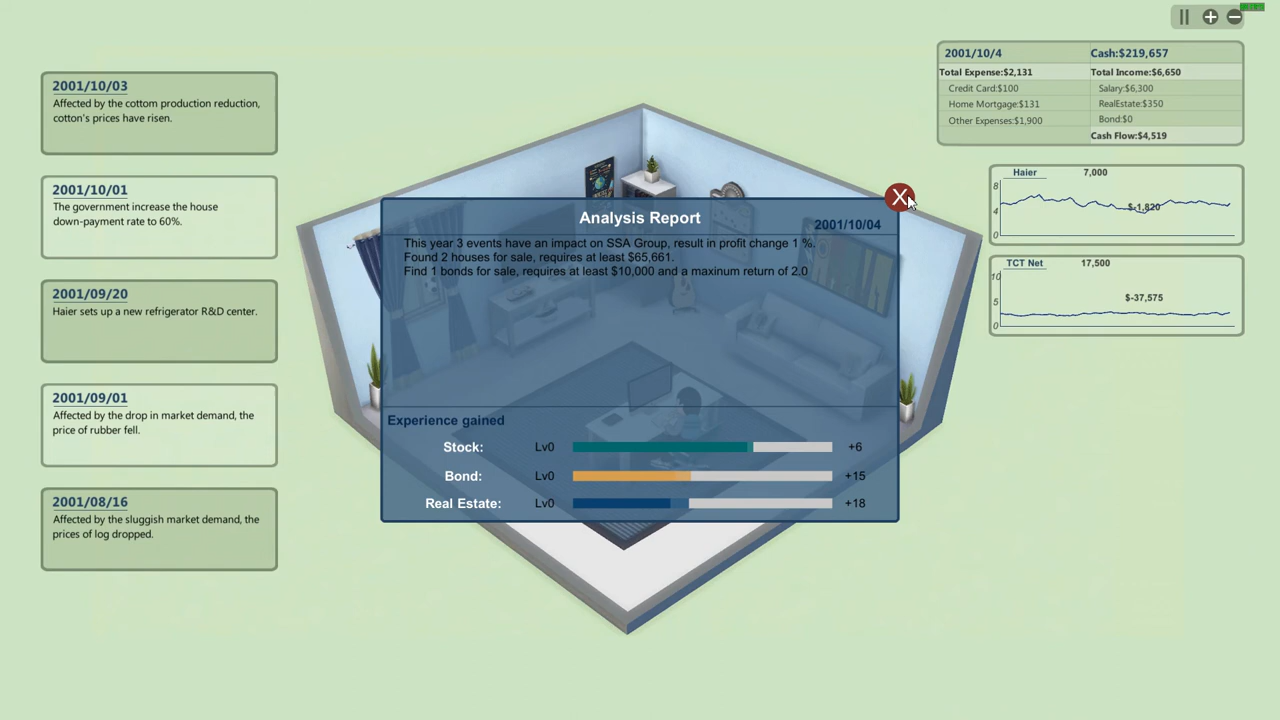 2001/10/03
Affected by the cottom production reduction,
cotton's prices have risen.
2001/10/01
The government increase the house
down-payment rate to 60%.
2001/09/20
Haier sets up a new refrigerator R&D center.
2001/09/01
Affected by the drop in market demand, the
price of rubber fell.
2001/08/16
Affected by the sluggish market demand, the
prices of log dropped.
Analysis Report
2001/10/04
This year 3 events have an impact on SSA Group, result in profit change 1 %.
Found 2 houses for sale, requires at least $65,661.
Find 1 bonds for sale, requires at least $10,000 and a maxinum return of 2.0
Experience gained
Stock: Lv0 +6
Bond: Lv0 +15
Real Estate: Lv0 +18
X
2001/10/4 Cash:$219,657
Total Expense:$2,131 Total Income:$6,650
Credit Card:$100 Salary:$6,300
Home Mortgage:$131 RealEstate:$350
Other Expenses:$1,900 Bond:$0
Cash Flow:$4,519
Haier 7,000
8
4
0
$-1,820
TCT Net 17,500
10
5
0
$-37,575